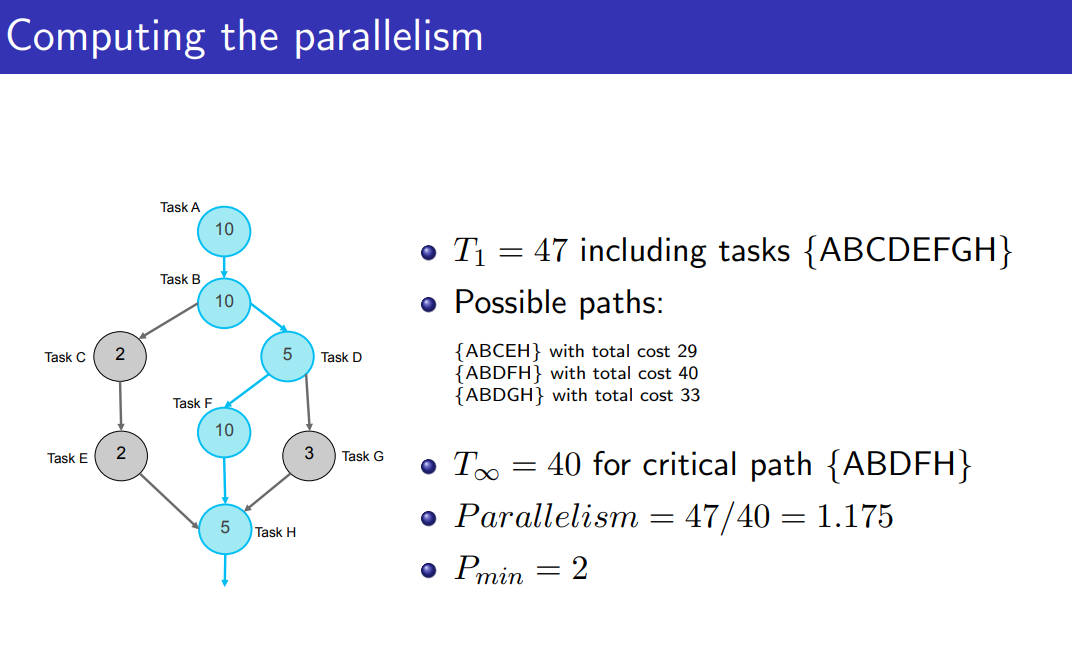 Computing the parallelism
Task A
10
Task B
10
Task C
2
5
Task D
Task F
10
Task E
2
3
Task G
5
Task H
T₁ = 47 including tasks {ABCDEFGH}
Possible paths:
{ABCEH} with total cost 29
{ABDFH} with total cost 40
{ABDGH} with total cost 33
T∞ = 40 for critical path {ABDFH}
Parallelism = 47/40 = 1.175
Pmin = 2